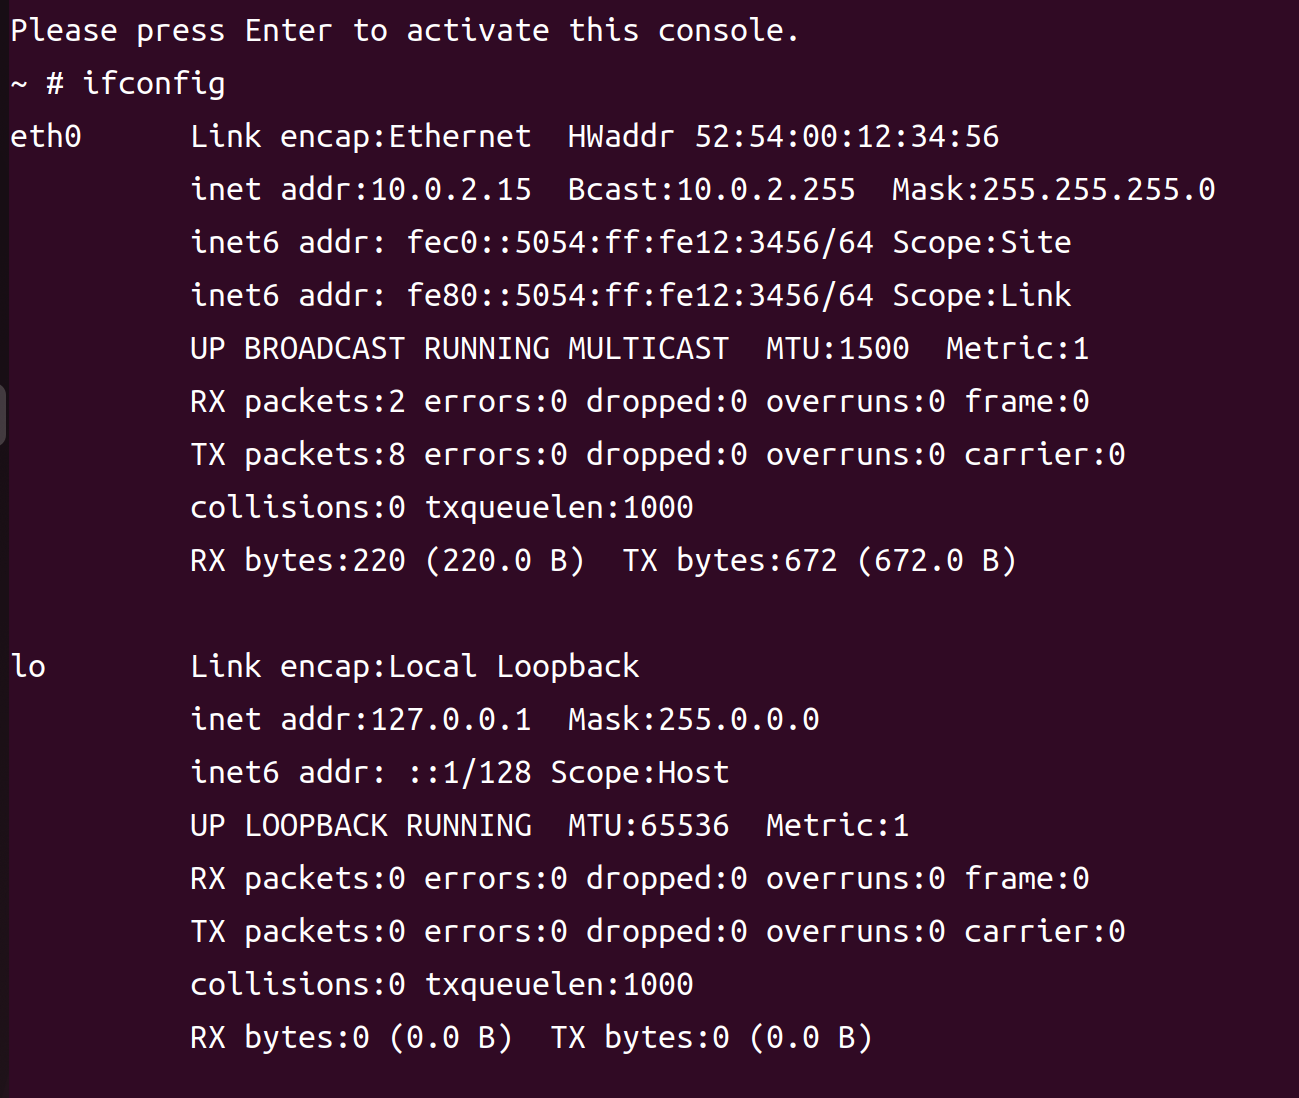 Please press Enter to activate this console.
~ # ifconfig
eth0      Link encap:Ethernet  HWaddr 52:54:00:12:34:56
          inet addr:10.0.2.15  Bcast:10.0.2.255  Mask:255.255.255.0
          inet6 addr: fec0::5054:ff:fe12:3456/64 Scope:Site
          inet6 addr: fe80::5054:ff:fe12:3456/64 Scope:Link
          UP BROADCAST RUNNING MULTICAST  MTU:1500  Metric:1
          RX packets:2 errors:0 dropped:0 overruns:0 frame:0
          TX packets:8 errors:0 dropped:0 overruns:0 carrier:0
          collisions:0 txqueuelen:1000
          RX bytes:220 (220.0 B)  TX bytes:672 (672.0 B)

lo        Link encap:Local Loopback
          inet addr:127.0.0.1  Mask:255.0.0.0
          inet6 addr: ::1/128 Scope:Host
          UP LOOPBACK RUNNING  MTU:65536  Metric:1
          RX packets:0 errors:0 dropped:0 overruns:0 frame:0
          TX packets:0 errors:0 dropped:0 overruns:0 carrier:0
          collisions:0 txqueuelen:1000
          RX bytes:0 (0.0 B)  TX bytes:0 (0.0 B)